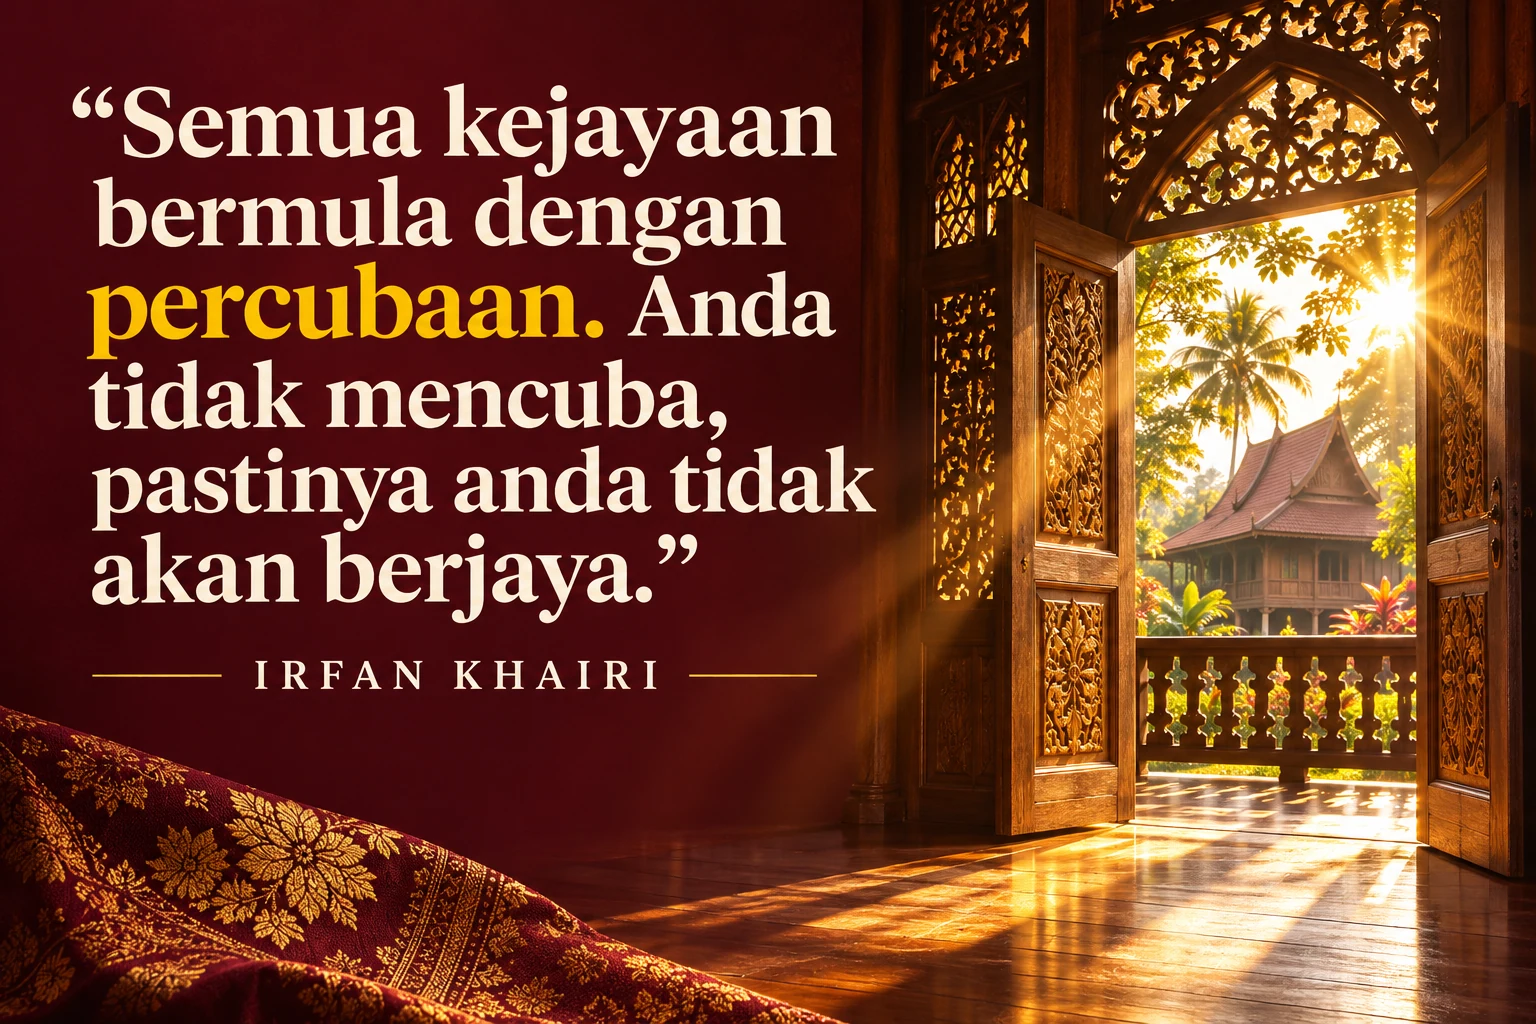 “Semua kejayaan
bermula dengan
percubaan. Anda
tidak mencuba,
pastinya anda tidak
akan berjaya.”
IRFAN KHAIRI